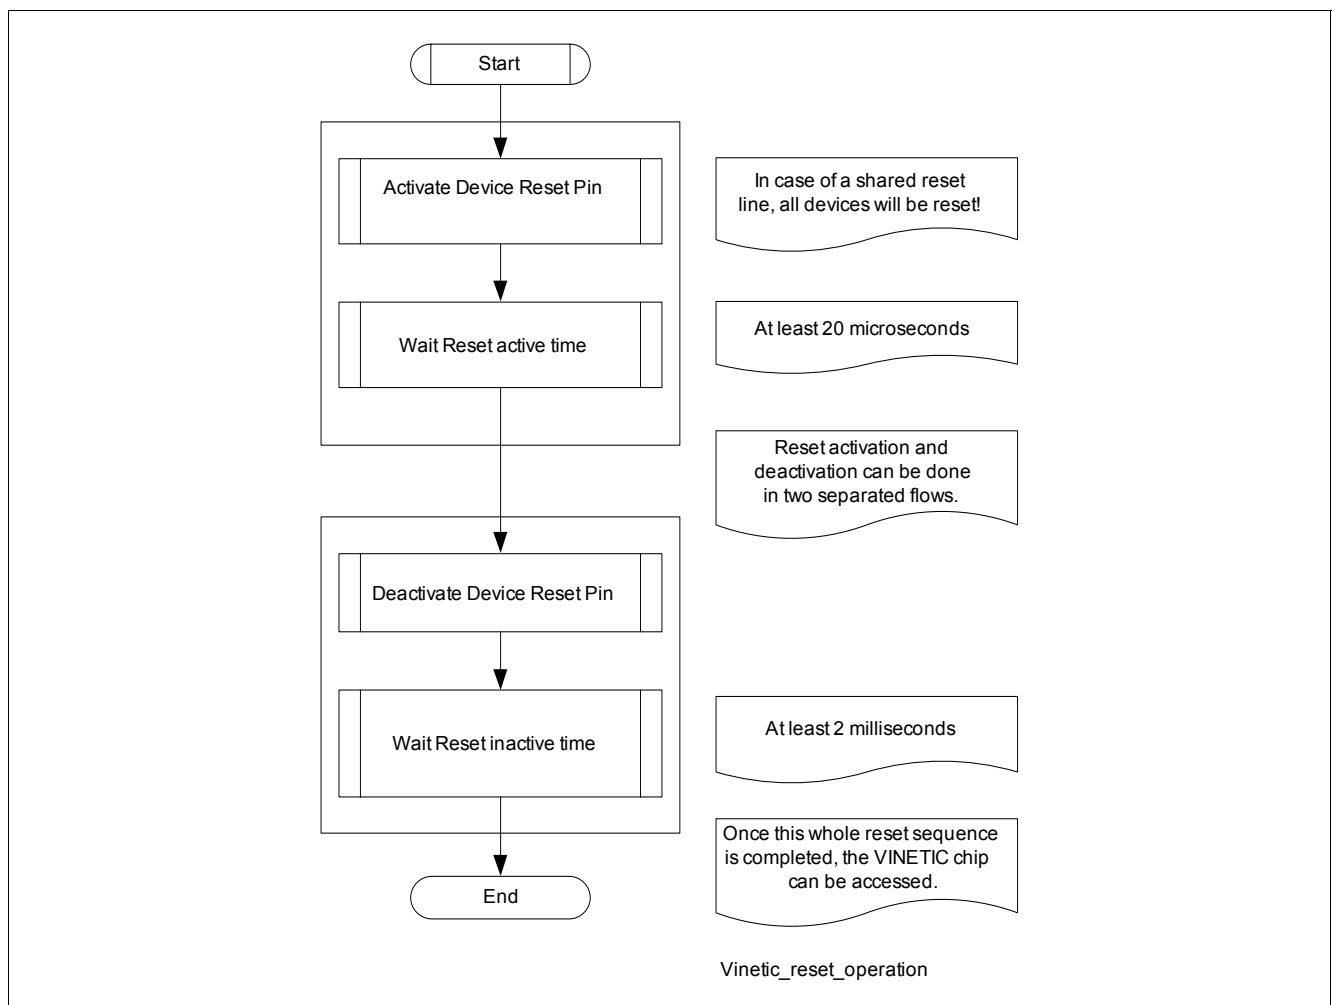 Start
Activate Device Reset Pin
In case of a shared reset
line, all devices will be reset!
Wait Reset active time
At least 20 microseconds
Reset activation and
deactivation can be done
in two separated flows.
Deactivate Device Reset Pin
Wait Reset inactive time
At least 2 milliseconds
Once this whole reset sequence
is completed, the VINETIC chip
can be accessed.
End
Vinetic_reset_operation